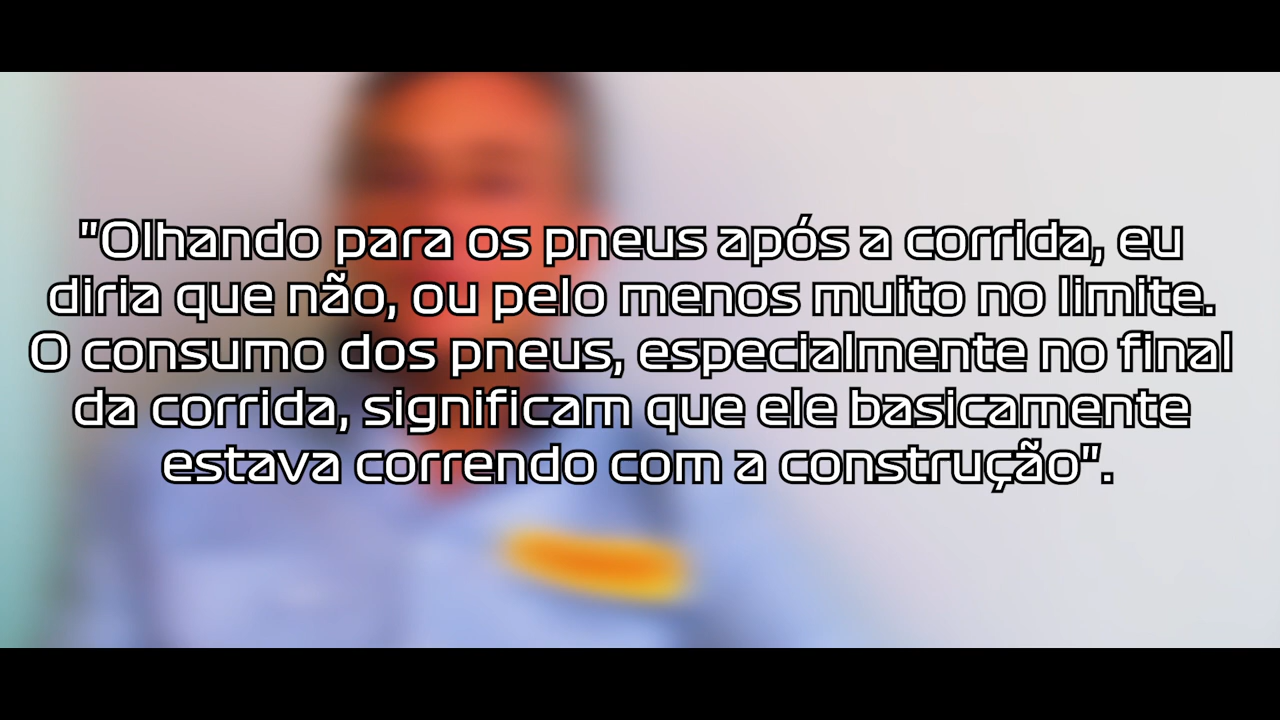 "Olhando para os pneus após a corrida, eu
diria que não, ou pelo menos muito no limite.
O consumo dos pneus, especialmente no final
da corrida, significam que ele basicamente
estava correndo com a construção".